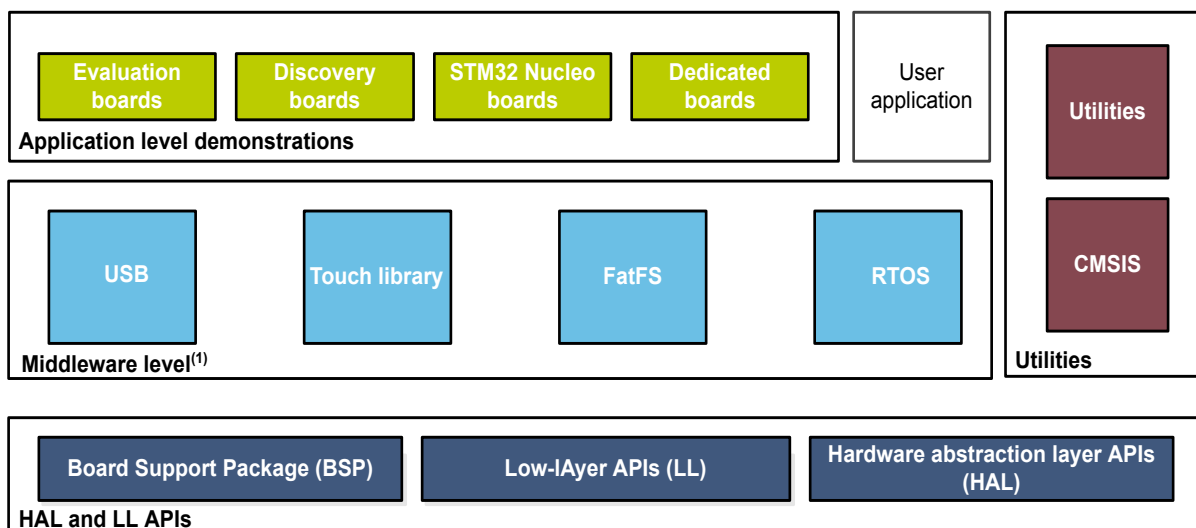 Evaluation
boards
Discovery
boards
STM32 Nucleo
boards
Dedicated
boards
Application level demonstrations
User
application
Utilities
CMSIS
Utilities
USB
Touch library
FatFS
RTOS
Middleware level(1)
Board Support Package (BSP)
Low-lAyer APIs (LL)
Hardware abstraction layer APIs
(HAL)
HAL and LL APIs